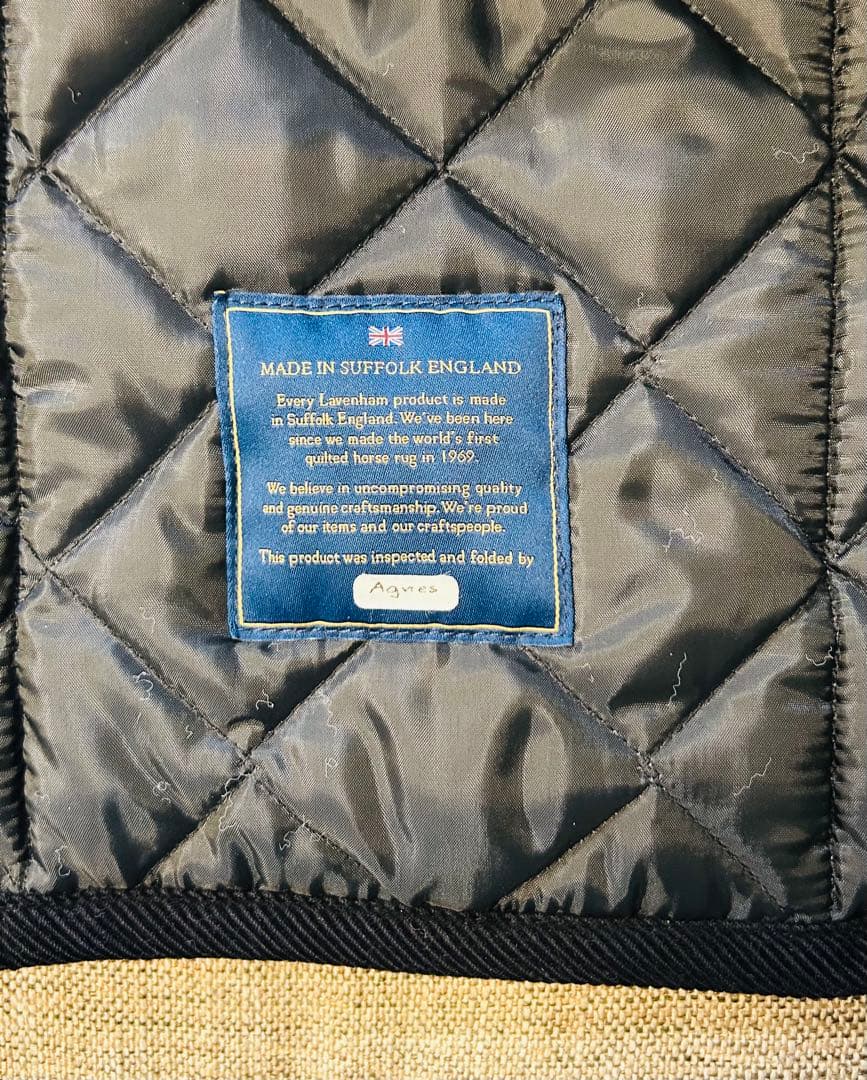 MADE IN SUFFOLK ENGLAND
Every Lavenham product is made
in Suffolk England. We've been here
since we made the world's first
quilted horse rug in 1969.
We believe in uncompromising quality
and genuine craftsmanship. We're proud
of our items and our craftspeople.
This product was inspected and folded by
Agnes